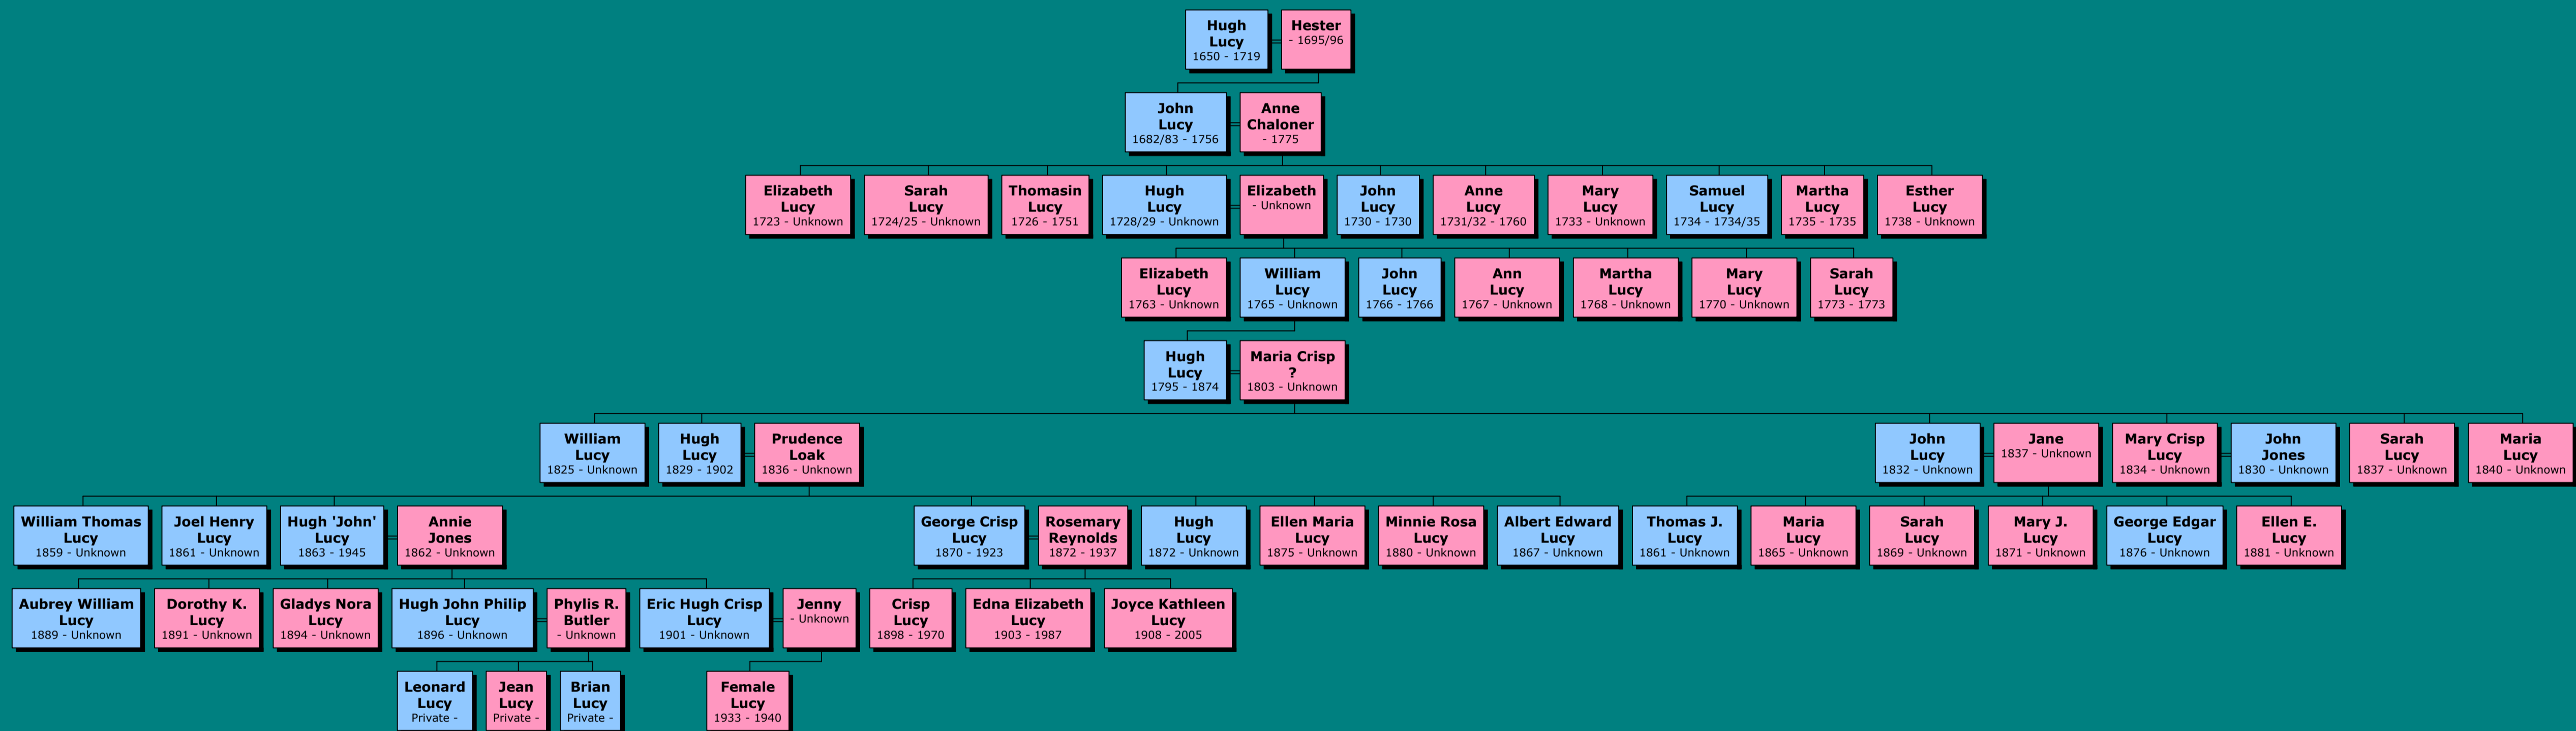 Hugh
Lucy
1650 - 1719
Hester
- 1695/96
John
Lucy
1682/83 - 1756
Anne
Chaloner
- 1775
Elizabeth
Lucy
1723 - Unknown
Sarah
Lucy
1724/25 - Unknown
Thomasin
Lucy
1726 - 1751
Hugh
Lucy
1728/29 - Unknown
Elizabeth
- Unknown
John
Lucy
1730 - 1730
Anne
Lucy
1731/32 - 1760
Mary
Lucy
1733 - Unknown
Samuel
Lucy
1734 - 1734/35
Martha
Lucy
1735 - 1735
Esther
Lucy
1738 - Unknown
Elizabeth
Lucy
1763 - Unknown
William
Lucy
1765 - Unknown
John
Lucy
1766 - 1766
Ann
Lucy
1767 - Unknown
Martha
Lucy
1768 - Unknown
Mary
Lucy
1770 - Unknown
Sarah
Lucy
1773 - 1773
Hugh
Lucy
1795 - 1874
Maria Crisp
?
1803 - Unknown
William
Lucy
1825 - Unknown
Hugh
Lucy
1829 - 1902
Prudence
Loak
1836 - Unknown
John
Lucy
1832 - Unknown
Jane
1837 - Unknown
Mary Crisp
Lucy
1834 - Unknown
John
Jones
1830 - Unknown
Sarah
Lucy
1837 - Unknown
Maria
Lucy
1840 - Unknown
William Thomas
Lucy
1859 - Unknown
Joel Henry
Lucy
1861 - Unknown
Hugh 'John'
Lucy
1863 - 1945
Annie
Jones
1862 - Unknown
George Crisp
Lucy
1870 - 1923
Rosemary
Reynolds
1872 - 1937
Hugh
Lucy
1872 - Unknown
Ellen Maria
Lucy
1875 - Unknown
Minnie Rosa
Lucy
1880 - Unknown
Albert Edward
Lucy
1867 - Unknown
Thomas J.
Lucy
1861 - Unknown
Maria
Lucy
1865 - Unknown
Sarah
Lucy
1869 - Unknown
Mary J.
Lucy
1871 - Unknown
George Edgar
Lucy
1876 - Unknown
Ellen E.
Lucy
1881 - Unknown
Aubrey William
Lucy
1889 - Unknown
Dorothy K.
Lucy
1891 - Unknown
Gladys Nora
Lucy
1894 - Unknown
Hugh John Philip
Lucy
1896 - Unknown
Phylis R.
Butler
- Unknown
Eric Hugh Crisp
Lucy
1901 - Unknown
Jenny
- Unknown
Crisp
Lucy
1898 - 1970
Edna Elizabeth
Lucy
1903 - 1987
Joyce Kathleen
Lucy
1908 - 2005
Leonard
Lucy
Private -
Jean
Lucy
Private -
Brian
Lucy
Private -
Female
Lucy
1933 - 1940